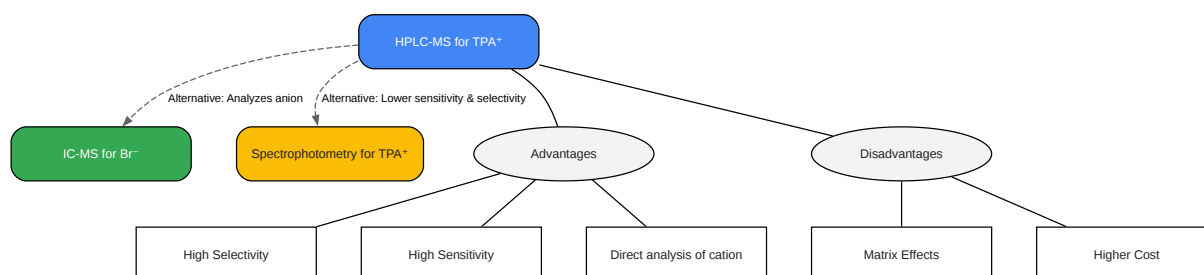 HPLC-MS for TPA⁺
Alternative: Analyzes anion
Alternative: Lower sensitivity & selectivity
IC-MS for Br⁻
Spectrophotometry for TPA⁺
Advantages
Disadvantages
High Selectivity
High Sensitivity
Direct analysis of cation
Matrix Effects
Higher Cost